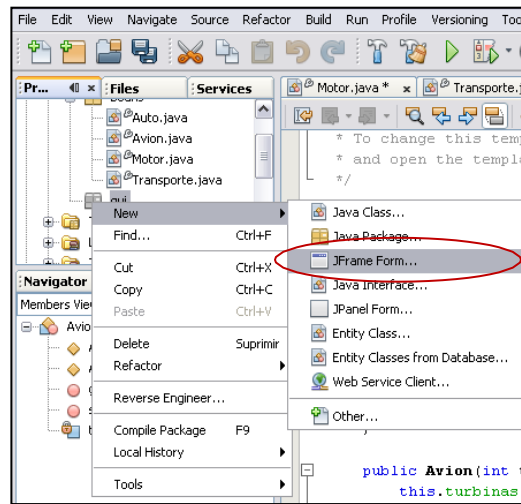 File Edit View Navigate Source Refactor Build Run Profile Versioning
Pr... Files Services
Motor.java * Transporte.j
Auto.java
Avion.java
Motor.java
Transporte.java
* To change this temp
* and open the templa
*/
gui
New
Find... Ctrl+F
Cut Ctrl+X
Copy Ctrl+C
Paste Ctrl+V
Delete Suprimir
Refactor
Reverse Engineer...
Compile Package F9
Local History
Tools
Java Class...
Java Package...
JFrame Form...
Java Interface...
JPanel Form...
Entity Class...
Entity Classes from Database...
Web Service Client...
Other...
Navigator
Members Vie
Avio
}
public Avion(int
this.turbinas